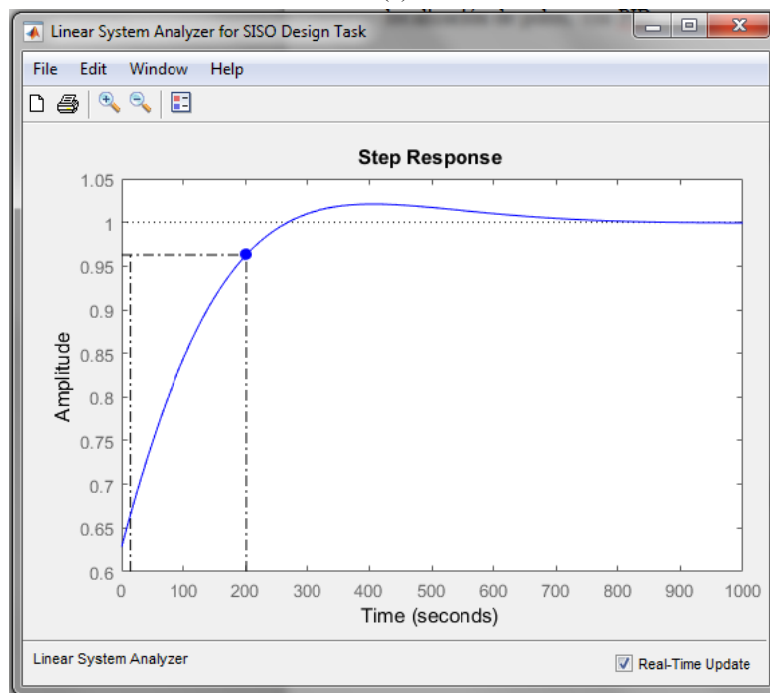 Linear System Analyzer for SISO Design Task
File Edit Window Help
Step Response
1.05
1
0.95
0.9
0.85
0.8
0.75
0.7
0.65
0.6
Amplitude
0 100 200 300 400 500 600 700 800 900 1000
Time (seconds)
Linear System Analyzer
Real-Time Update